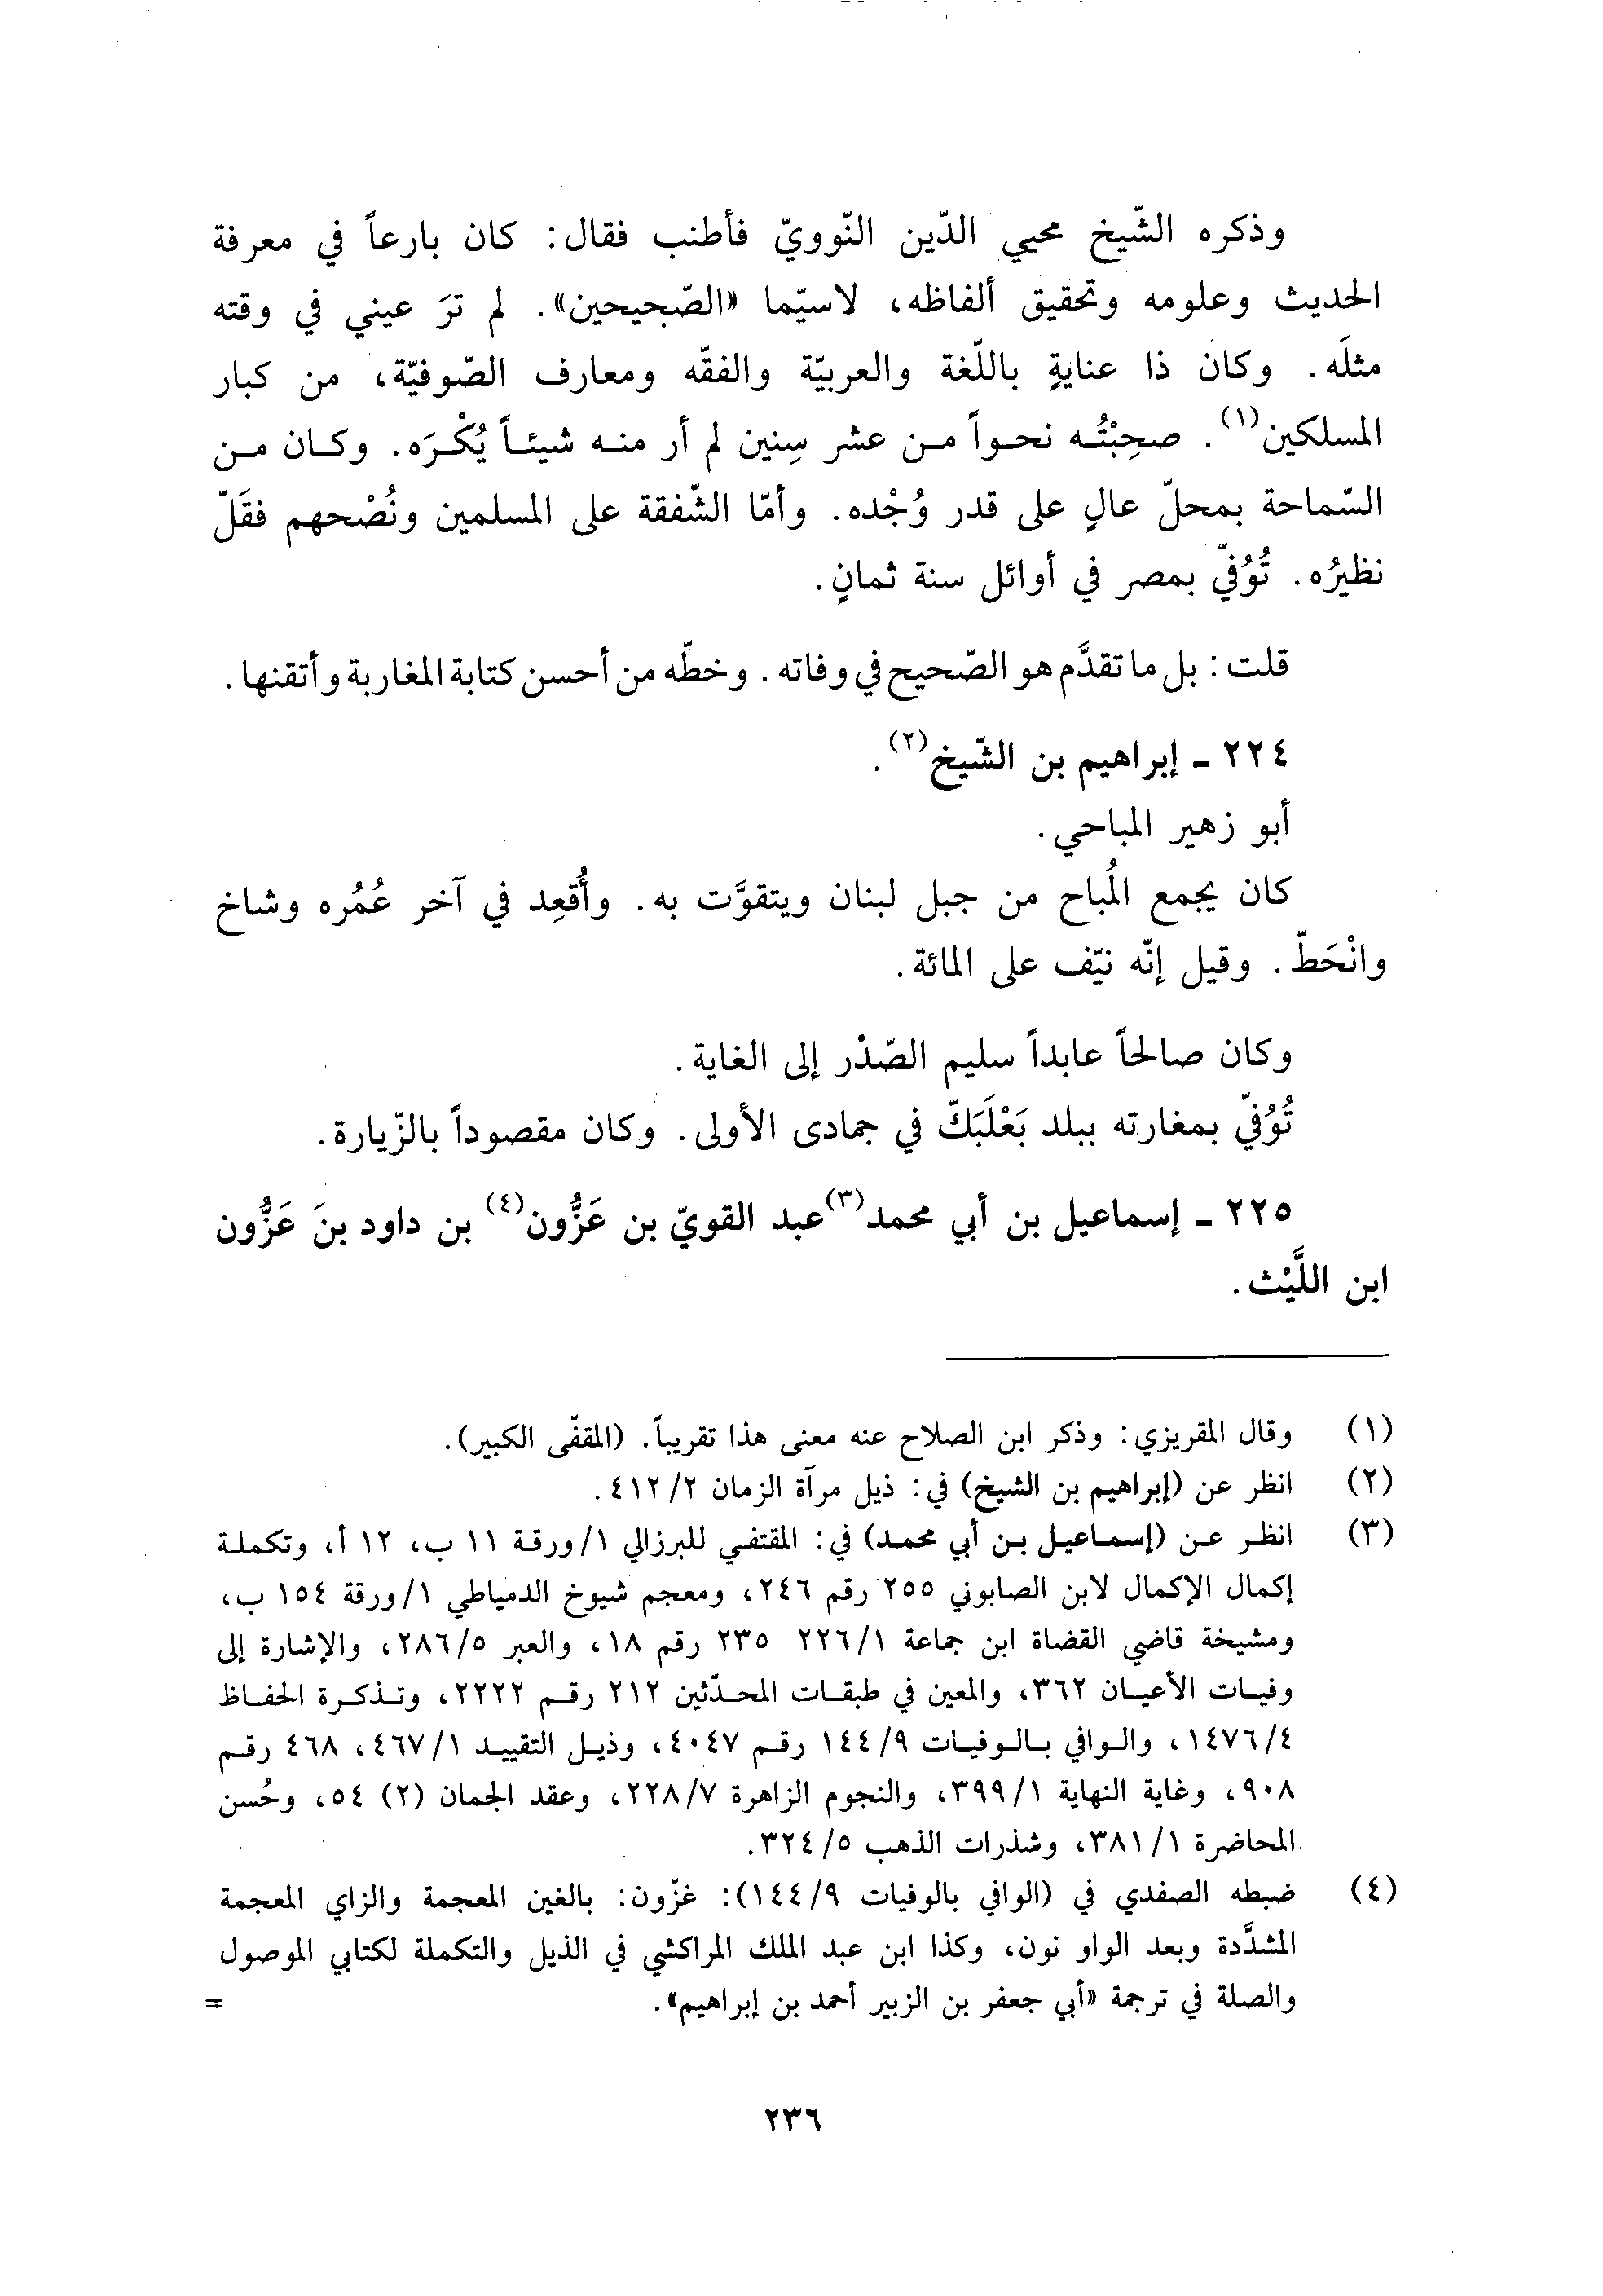 وذكره الشّيخ محيي الدّين النّوويّ فأطنب فقال: كان بارعاً في معرفة
الحديث وعلومه وتحقيق ألفاظه، لاسيّما «الصّحيحين». لم ترَ عيني في وقته
مثلَه. وكان ذا عنايةٍ باللّغة والعربيّة والفقه ومعارف الصّوفيّة، من كبار
المسلكين(١). صحِبْتُه نحواً من عشر سِنين لم أر منه شيئاً يُكْرَه. وكان من
السّماحة بمحلّ عالٍ على قدر وُجْده. وأمّا الشّفقة على المسلمين ونُصْحهم فقَلّ
نظيرُه. تُوُفّي بمصر في أوائل سنة ثمانٍ.
قلت: بل ما تقدَّم هو الصّحيح في وفاته. وخطّه من أحسن كتابة المغاربة وأتقنها.
٢٢٤ - إبراهيم بن الشّيخ(٢).
أبو زهير المباحي.
كان يجمع المُباح من جبل لبنان ويتقوَّت به. وأُقعِد في آخر عُمُره وشاخ
وانْحَطّ. وقيل إنّه نيّف على المائة.
وكان صالحاً عابداً سليم الصّدْر إلى الغاية.
تُوُفّي بمغارته ببلد بَعْلَبَكّ في جمادى الأولى. وكان مقصوداً بالزّيارة.
٢٢٥ - إسماعيل بن أبي محمد(٣) عبد القويّ بن عَزُّون(٤) بن داود بنَ عَزُّون
ابن اللَّيْث.
(١) وقال المقريزي: وذكر ابن الصلاح عنه معنى هذا تقريباً. (المقفّى الكبير).
(٢) انظر عن (إبراهيم بن الشيخ) في: ذيل مرآة الزمان ٢/ ٤١٢.
(٣) انظر عن (إسماعيل بن أبي محمد) في: المقتفي للبرزالي ١/ ورقة ١١ ب، ١٢ أ، وتكملة
إكمال الإكمال لابن الصابوني ٢٥٥ رقم ٢٤٦، ومعجم شيوخ الدمياطي ١/ ورقة ١٥٤ ب،
ومشيخة قاضي القضاة ابن جماعة ١/ ٢٢٦ ٢٣٥ رقم ١٨، والعبر ٥/ ٢٨٦، والإشارة إلى
وفيات الأعيان ٣٦٢، والمعين في طبقات المحدّثين ٢١٢ رقم ٢٢٢٢، وتذكرة الحفاظ
٤/ ١٤٧٦، والوافي بالوفيات ٩/ ١٤٤ رقم ٤٠٤٧، وذيل التقييد ١/ ٤٦٧، ٤٦٨ رقم
٩٠٨، وغاية النهاية ١/ ٣٩٩، والنجوم الزاهرة ٧/ ٢٢٨، وعقد الجمان (٢) ٥٤، وحُسن
المحاضرة ١/ ٣٨١، وشذرات الذهب ٥/ ٣٢٤.
(٤) ضبطه الصفدي في (الوافي بالوفيات ٩/ ١٤٤): غزّون: بالغين المعجمة والزاي المعجمة
المشدَّدة وبعد الواو نون، وكذا ابن عبد الملك المراكشي في الذيل والتكملة لكتابي الموصول
والصلة في ترجمة «أبي جعفر بن الزبير أحمد بن إبراهيم». =
٢٣٦